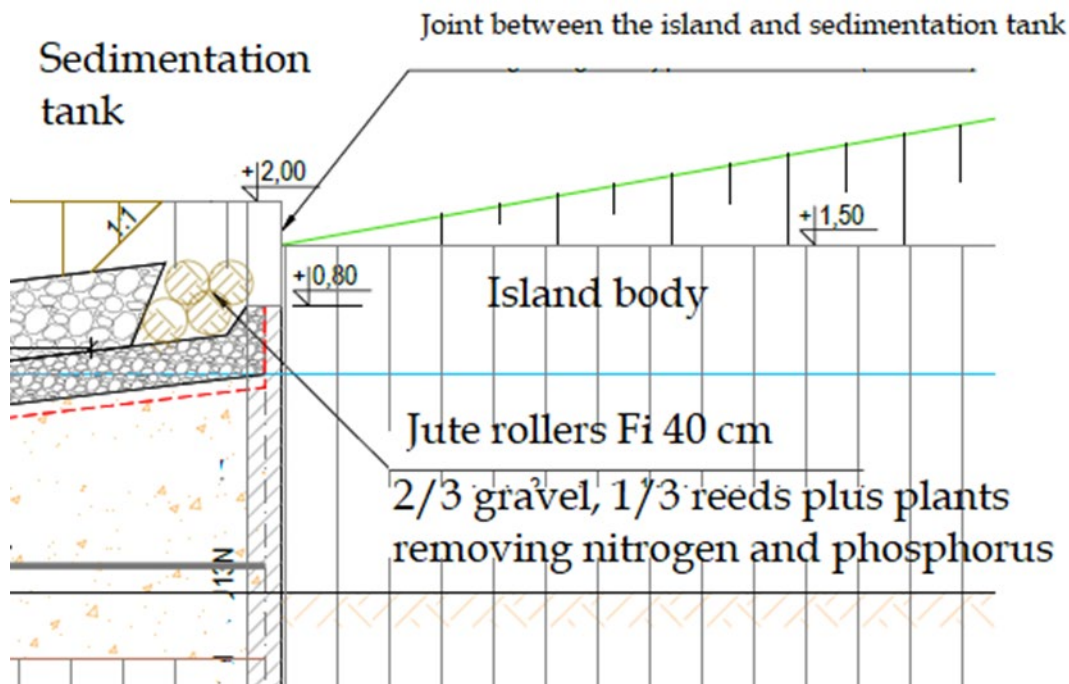 Joint between the island and sedimentation tank
Sedimentation
tank
+2,00
1:1
+1,50
+0,80
Island body
Jute rollers Fi 40 cm
2/3 gravel, 1/3 reeds plus plants
removing nitrogen and phosphorus